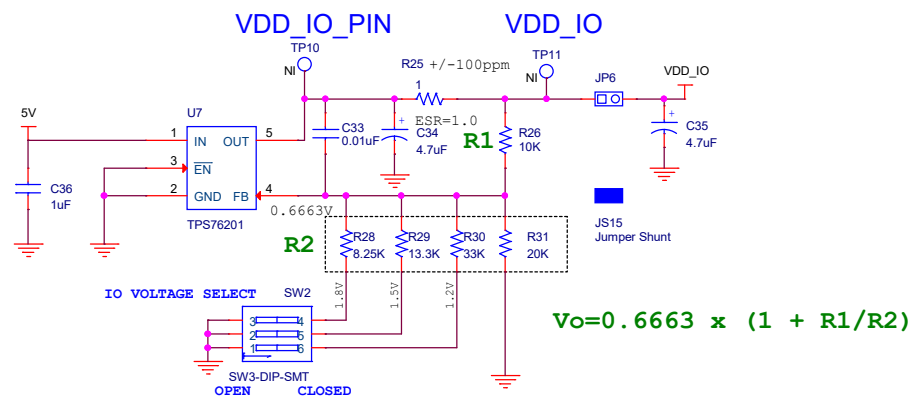 VDD_IO_PIN
VDD_IO
TP10
NI
R25 +/-100ppm
1
ESR=1.0
TP11
NI
JP6
VDD_IO
5V
U7
1 IN OUT 5
3 EN
2 GND FB 4
TPS76201
0.6663V
C36
1uF
C33
0.01uF
+
C34
4.7uF
R1
R26
10K
+
C35
4.7uF
JS15
Jumper Shunt
R2
R28
8.25K
R29
13.3K
R30
33K
R31
20K
1.8V
1.5V
1.2V
IO VOLTAGE SELECT
SW2
3 4
2 5
1 6
SW3-DIP-SMT
OPEN CLOSED
Vo=0.6663 x (1 + R1/R2)